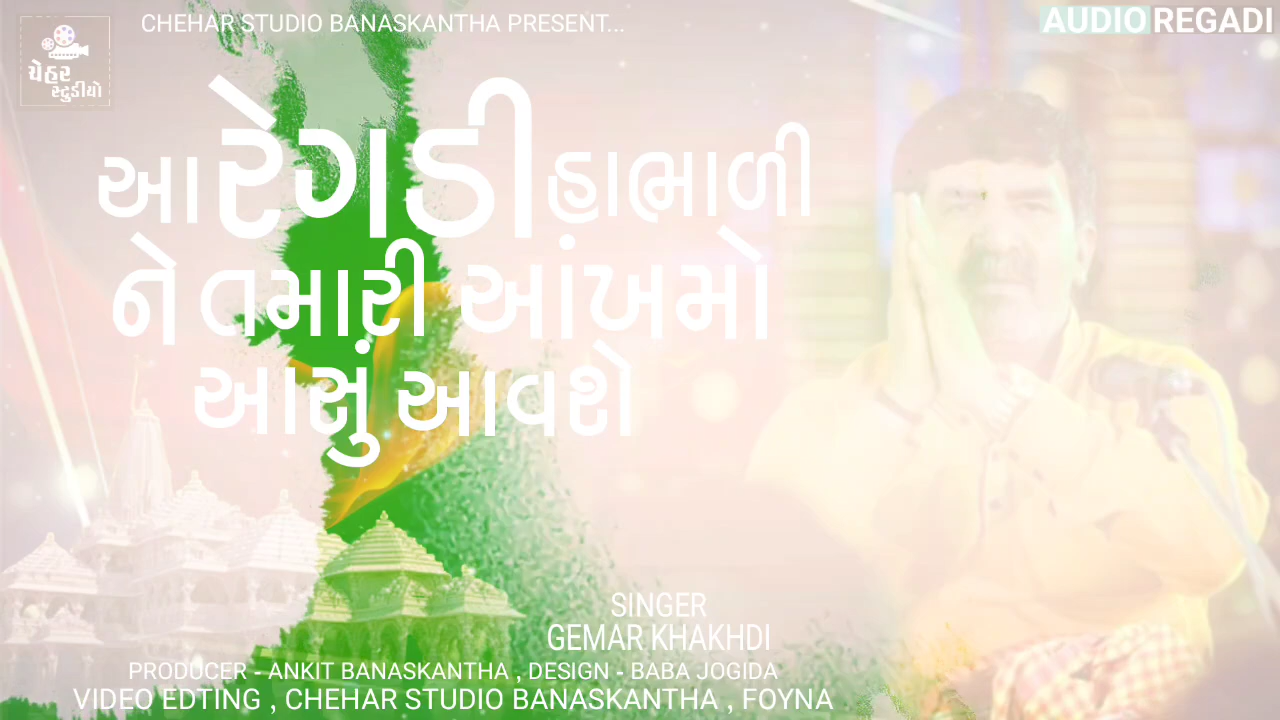 CHEHAR STUDIO BANASKANTHA PRESENT...
AUDIO REGADI
ચેહર
સ્ટુડીયો
આ રેગડી હાભાળી
ને તમારી આંખમો
આસું આવશે
SINGER
GEMAR KHAKHDI
PRODUCER - ANKIT BANASKANTHA , DESIGN - BABA JOGIDA
VIDEO EDTING , CHEHAR STUDIO BANASKANTHA , FOYNA